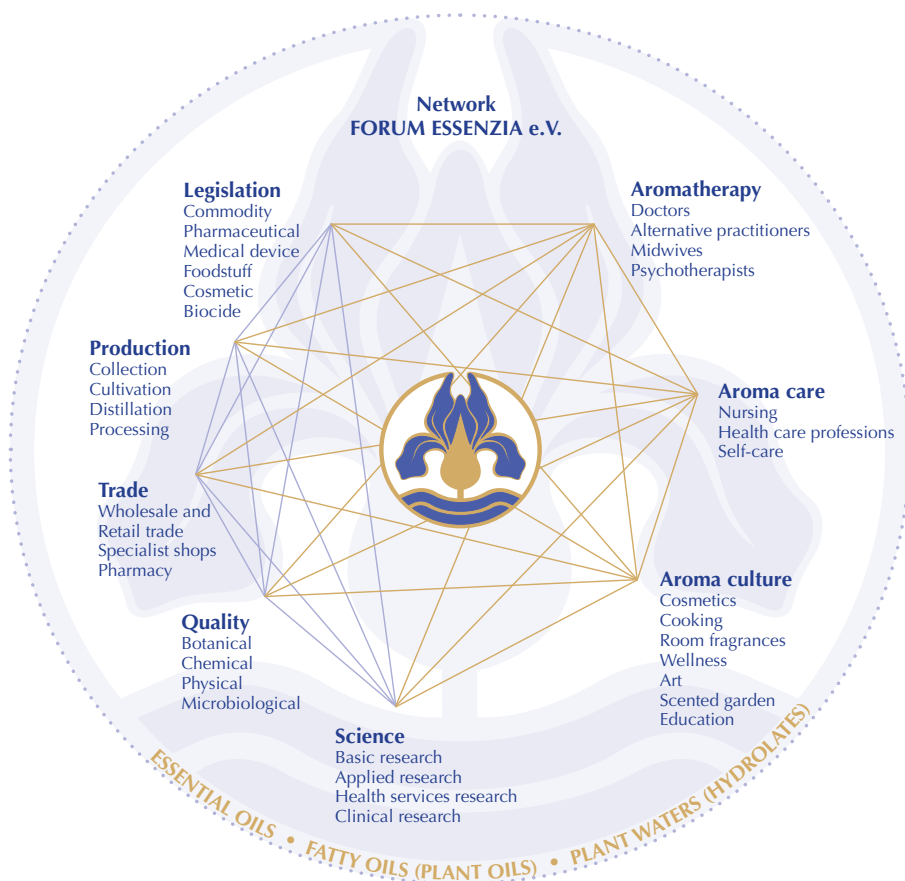 Network
FORUM ESSENZIA e.V.
Legislation
Commodity
Pharmaceutical
Medical device
Foodstuff
Cosmetic
Biocide
Aromatherapy
Doctors
Alternative practitioners
Midwives
Psychotherapists
Production
Collection
Cultivation
Distillation
Processing
Aroma care
Nursing
Health care professions
Self-care
Trade
Wholesale and
Retail trade
Specialist shops
Pharmacy
Aroma culture
Cosmetics
Cooking
Room fragrances
Wellness
Art
Scented garden
Education
Quality
Botanical
Chemical
Physical
Microbiological
Science
Basic research
Applied research
Health services research
Clinical research
ESSENTIAL OILS • FATTY OILS (PLANT OILS) • PLANT WATERS (HYDROLATES)